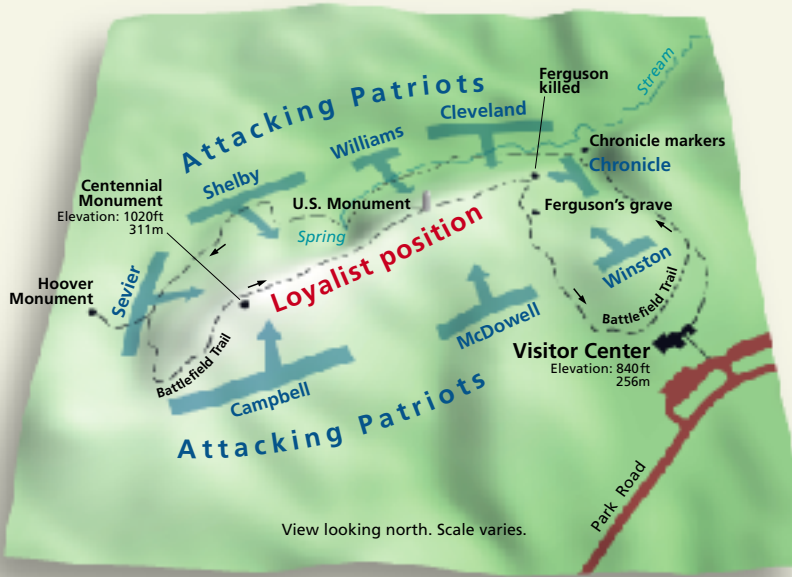 Attacking Patriots
Ferguson
killed
Stream
Cleveland
Williams
Chronicle markers
Chronicle
Shelby
Centennial
Monument
Elevation: 1020ft
311m
U.S. Monument
Ferguson's grave
Spring
Loyalist position
Hoover
Monument
Sevier
Winston
Battlefield Trail
McDowell
Battlefield Trail
Visitor Center
Elevation: 840ft
256m
Campbell
Attacking Patriots
Park Road
View looking north. Scale varies.